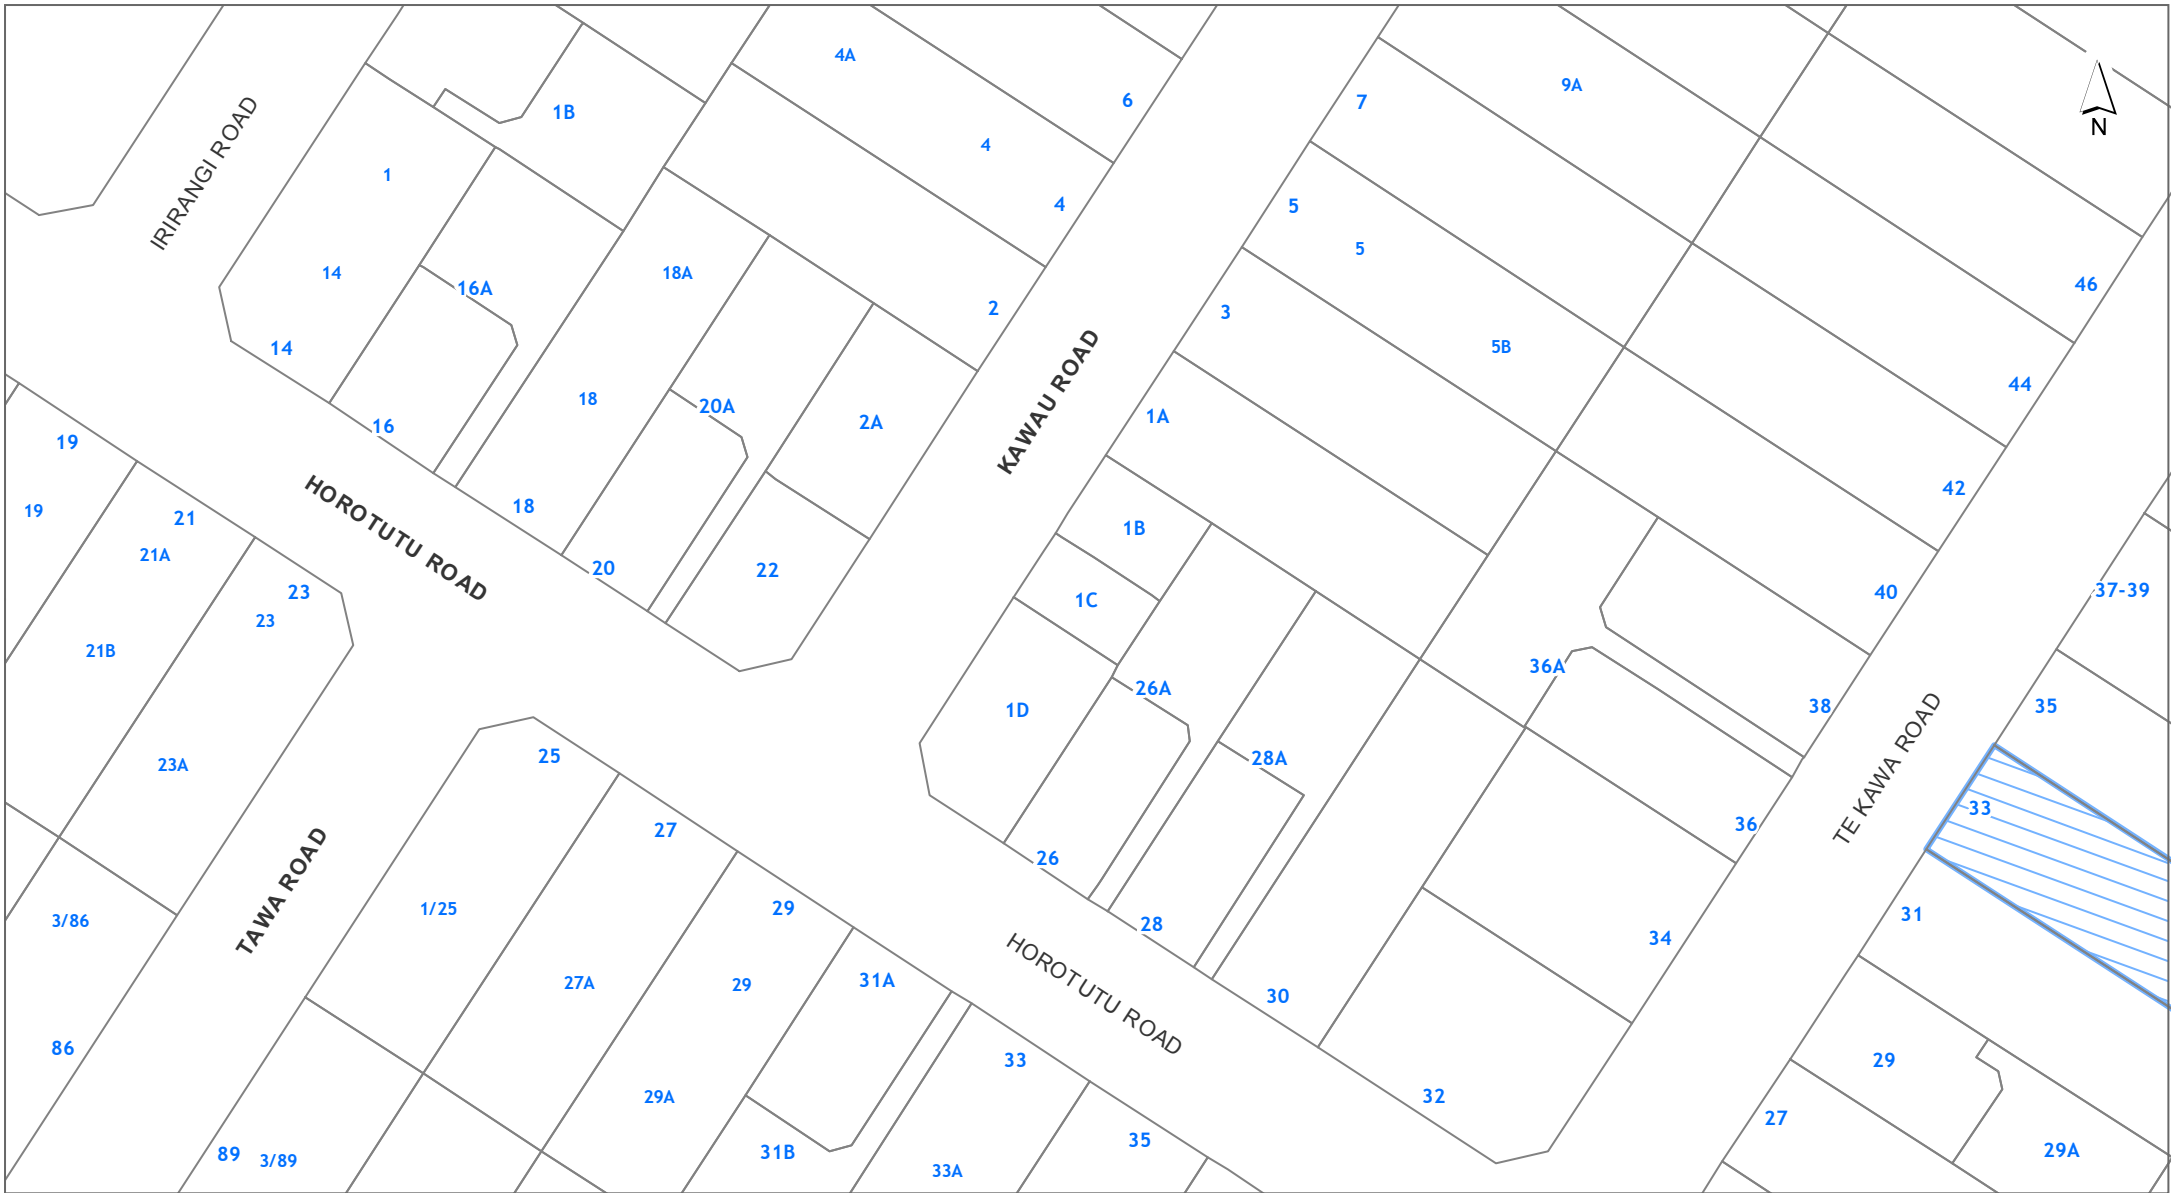 4A
6
9A
7
1B
N
4
IRIRANGI ROAD
1
4
5
5
14
18A
16A
46
2
3
14
5B
KAWAU ROAD
44
18
20A
1A
2A
16
19
42
18
19
21
1B
HOROTUTU ROAD
21A
20
22
37-39
23
40
1C
23
21B
36A
26A
38
35
1D
TE KAWA ROAD
25
28A
23A
33
36
27
26
TAWA ROAD
1/25
29
31
3/86
28
34
HOROTUTU ROAD
31A
27A
29
30
86
33
29
29A
32
27
35
89
3/89
31B
29A
33A